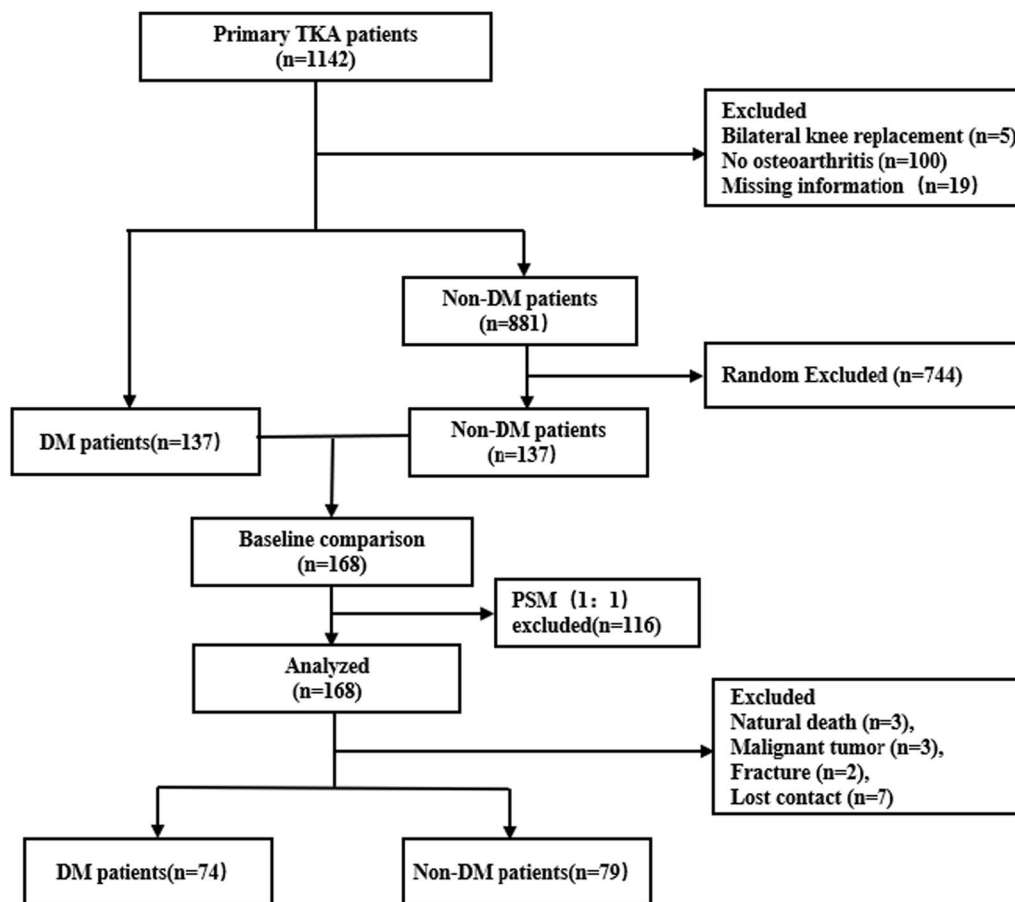 Primary TKA patients
(n=1142)
Excluded
Bilateral knee replacement (n=5)
No osteoarthritis (n=100)
Missing information（n=19）
Non-DM patients
(n=881)
Random Excluded (n=744)
DM patients(n=137)
Non-DM patients
(n=137)
Baseline comparison
(n=168)
PSM（1：1）
excluded(n=116)
Analyzed
(n=168)
Excluded
Natural death (n=3),
Malignant tumor (n=3),
Fracture (n=2),
Lost contact (n=7)
DM patients(n=74)
Non-DM patients(n=79)